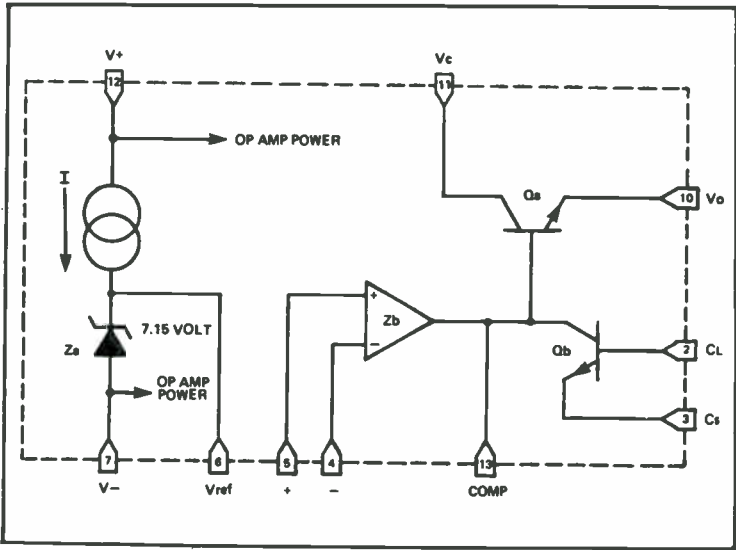 V+
Vc
12
11
OP AMP POWER
I
Qa
10
Vo
+
Zb
7.15 VOLT
Za
−
Qb
2
CL
OP AMP
POWER
3
Cs
7
6
5
4
13
V−
Vref
+
−
COMP